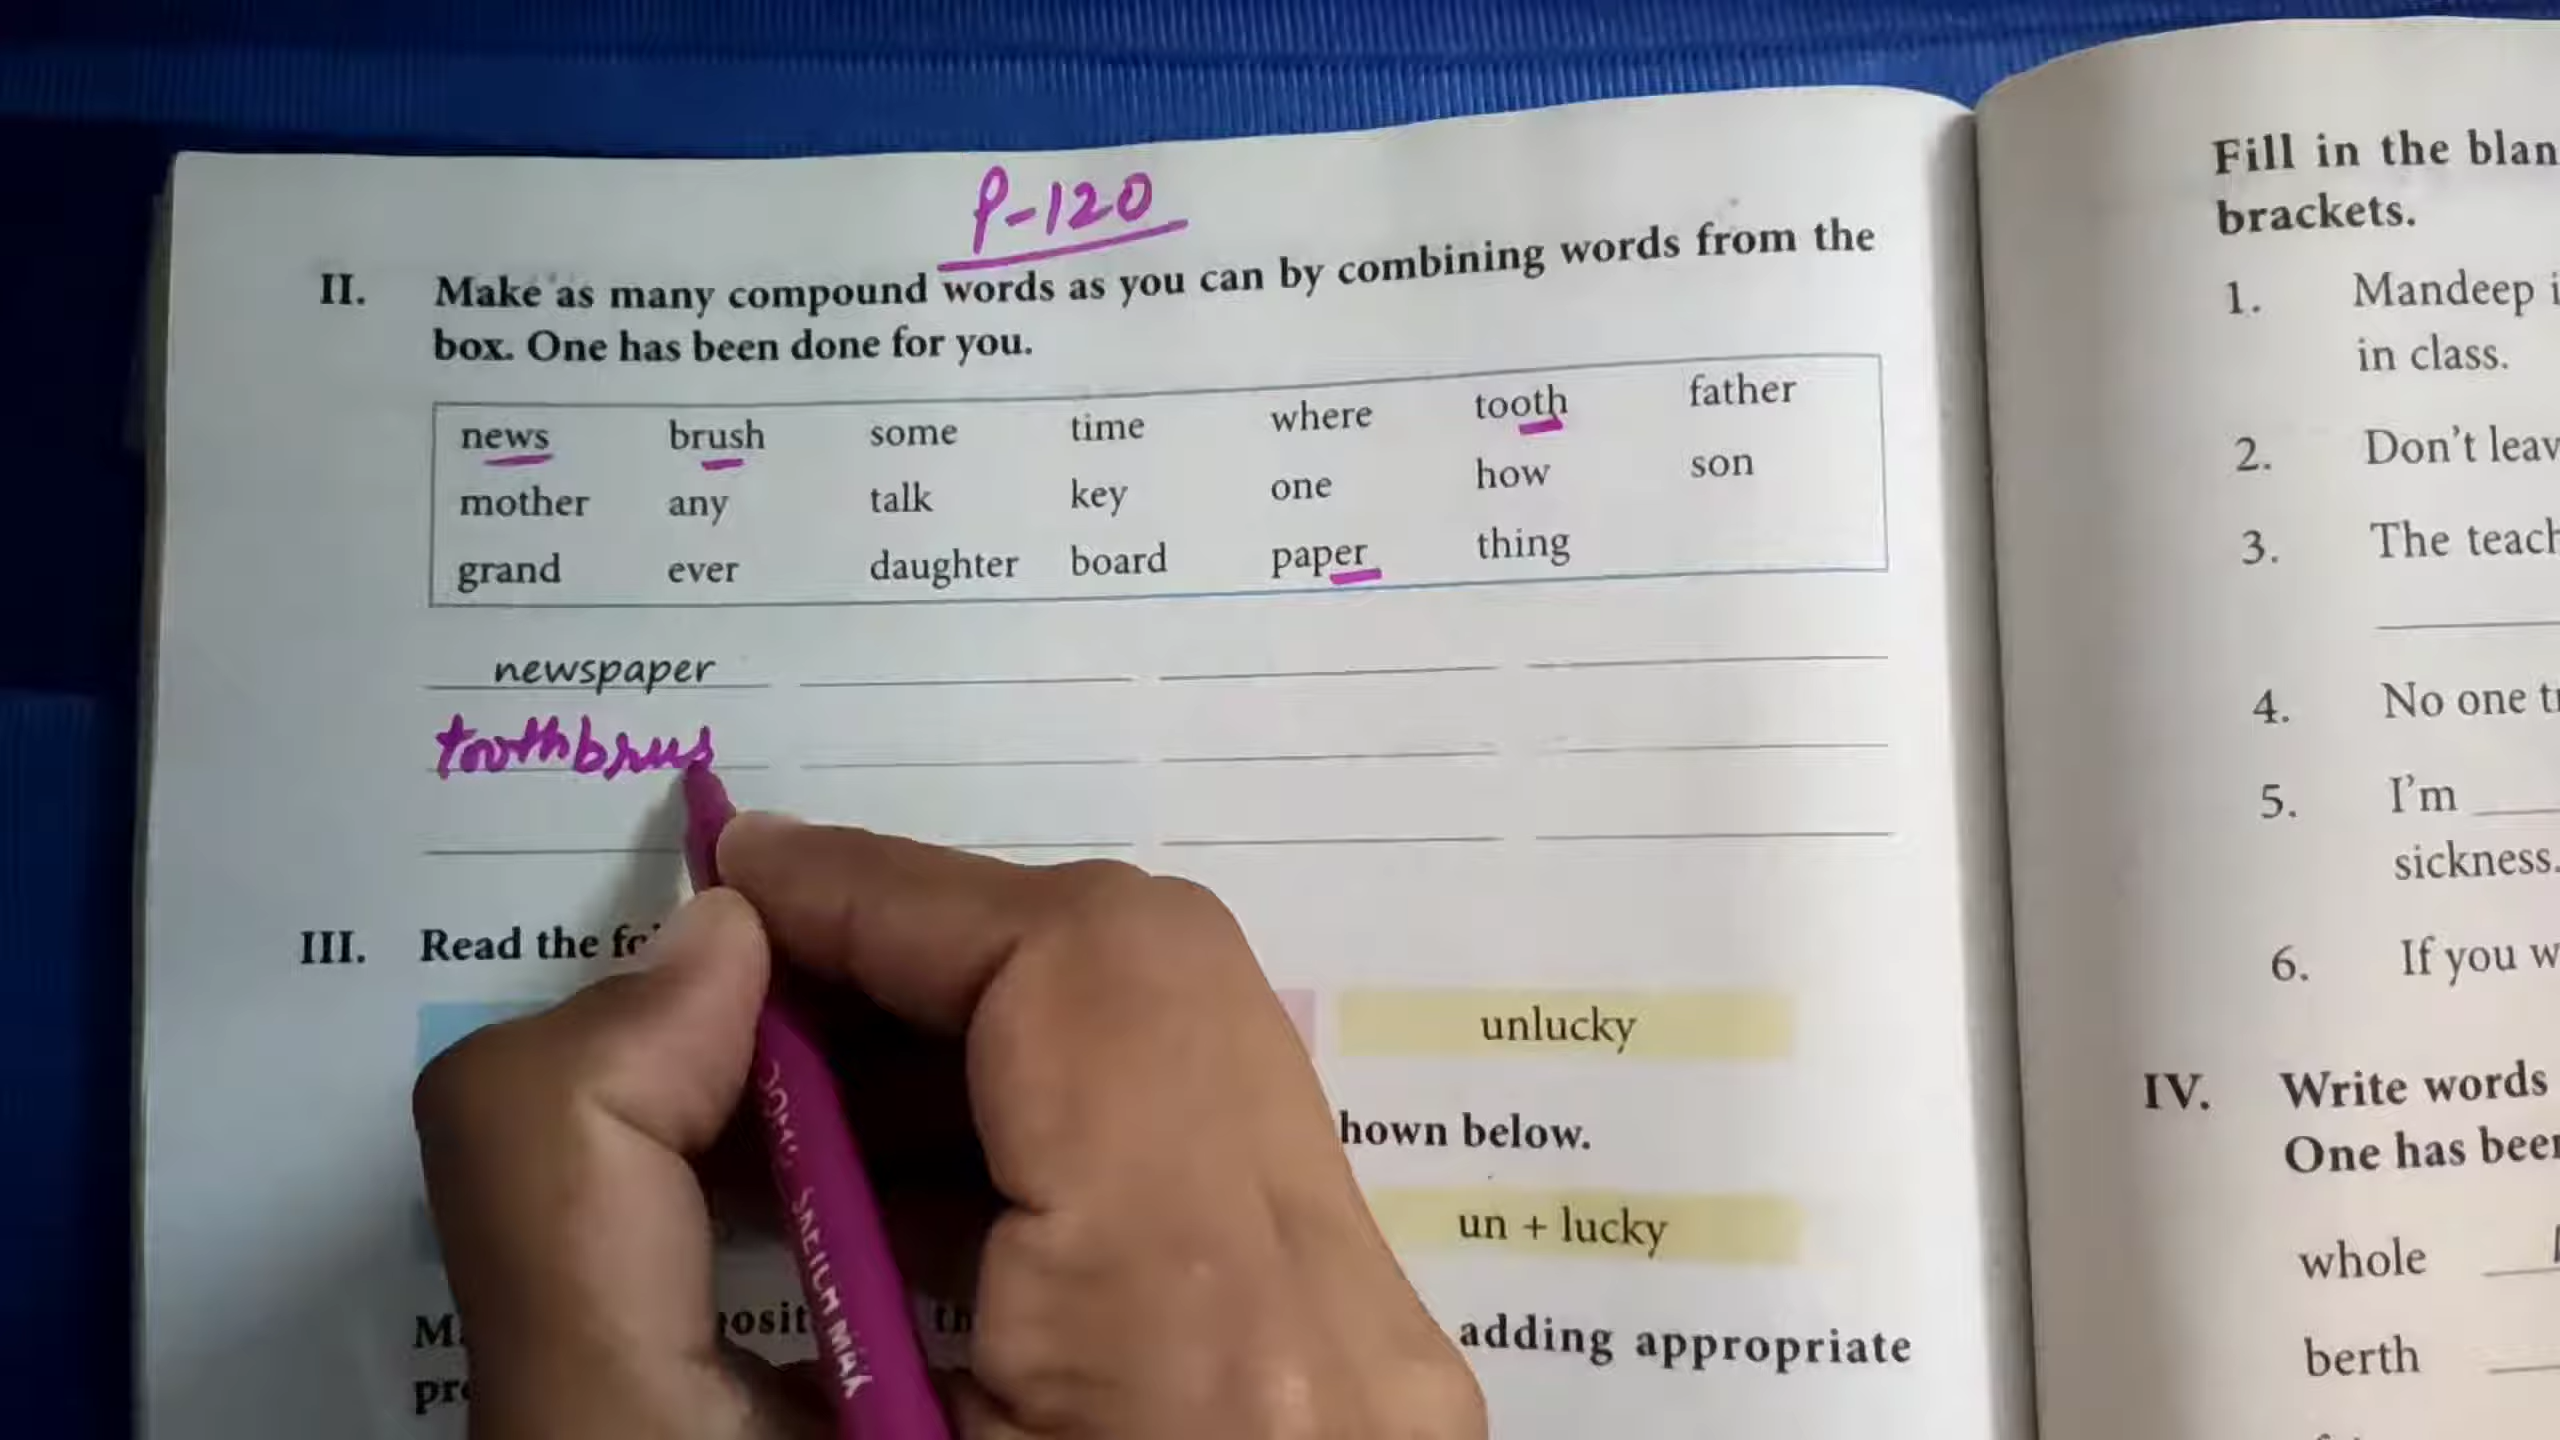 P-120
II. Make as many compound words as you can by combining words from the
box. One has been done for you.
news brush some time where tooth father
mother any talk key one how son
grand ever daughter board paper thing
newspaper
toothbrus
III. Read the
unlucky
hown below.
un + lucky
adding appropriate
Fill in the blan
brackets.
1. Mandeep i
in class.
2. Don't leav
3. The teach
4. No one tr
5. I'm
sickness.
6. If you w
IV. Write words
One has been
whole
berth